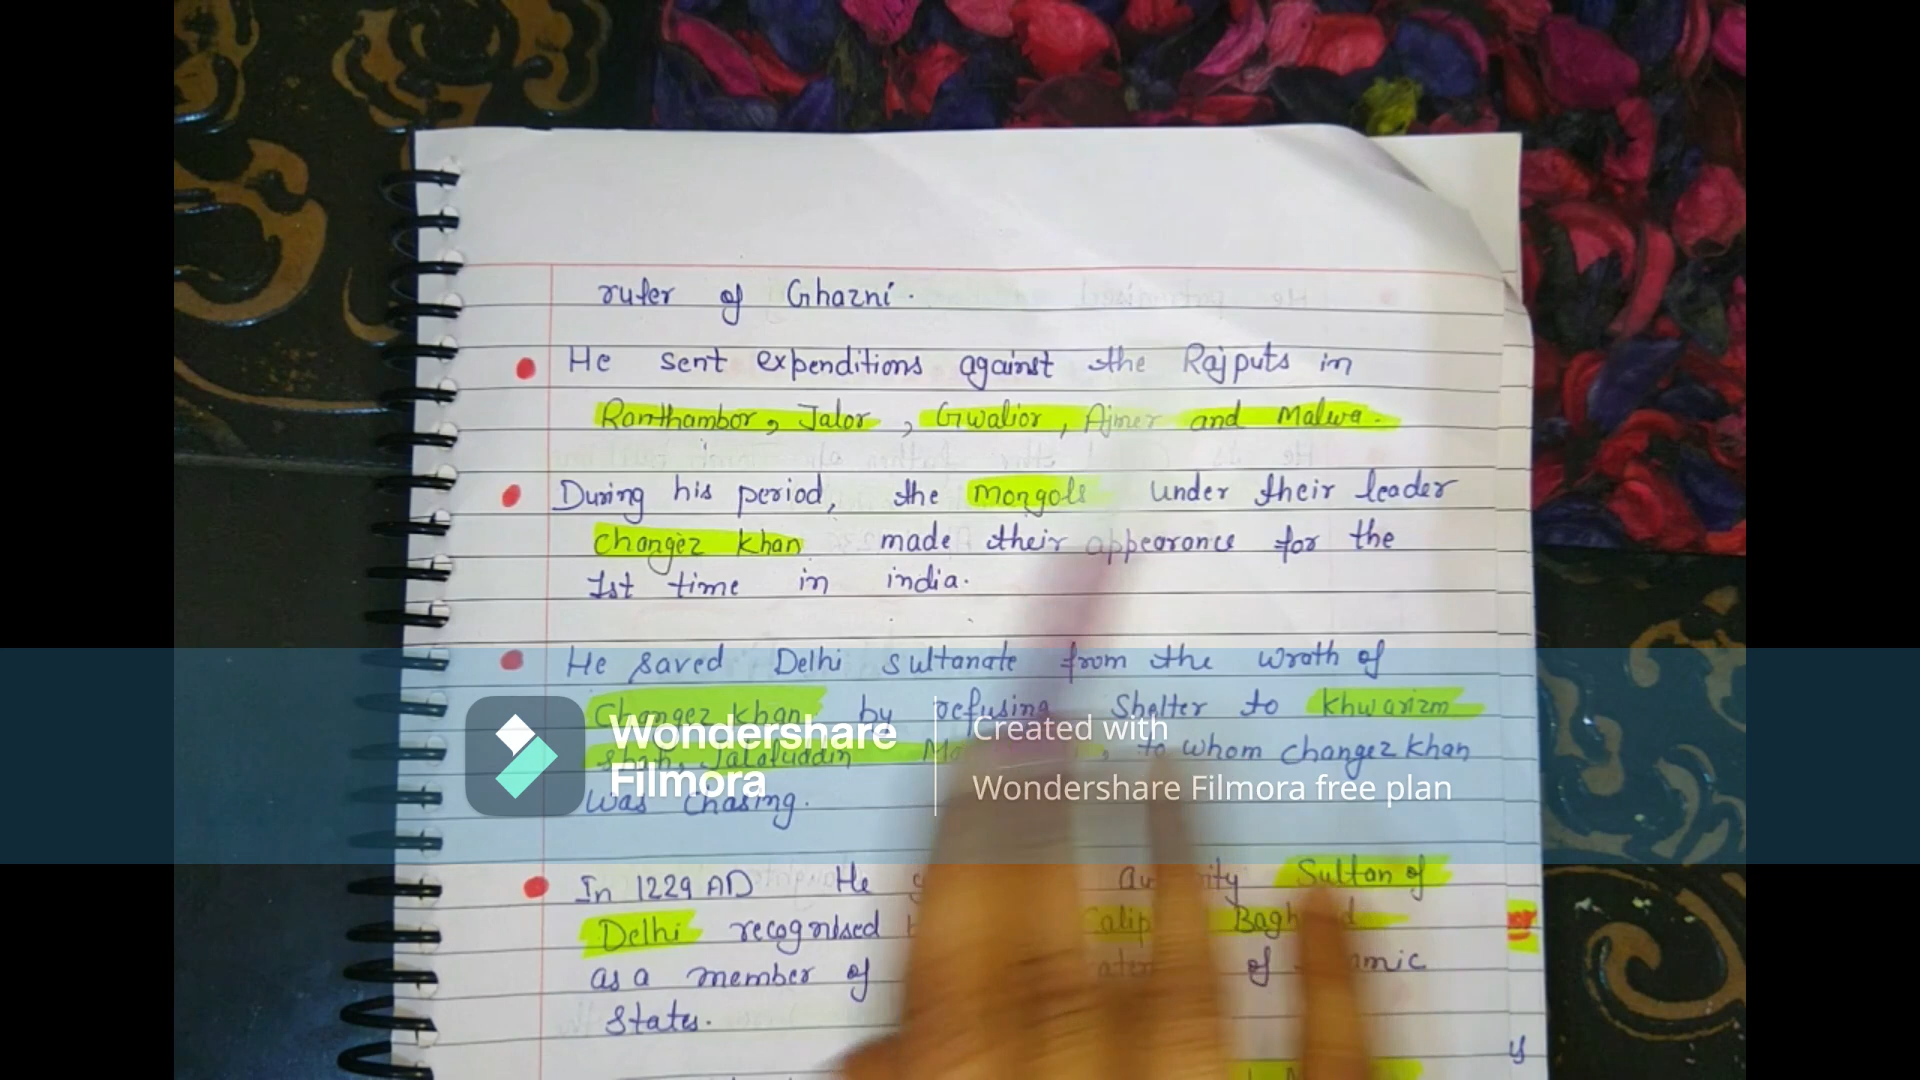 ruler of Ghazni.
He sent expenditions against the Rajputs in
Ranthambor, Jalor, Gwalior, Ajmer and Malwa.
During his period, the Mongols under their leader
changez khan made their appearance for the
1st time in india.
He saved Delhi sultanate from the wrath of
Changez khan by refusing Shelter to khwarizm
shah, Jalaluddin , to whom changez khan
was chasing.
Wondershare
Filmora
Created with
Wondershare Filmora free plan
In 1229 AD He Sultan of
Delhi recognised
as a member of of
States.